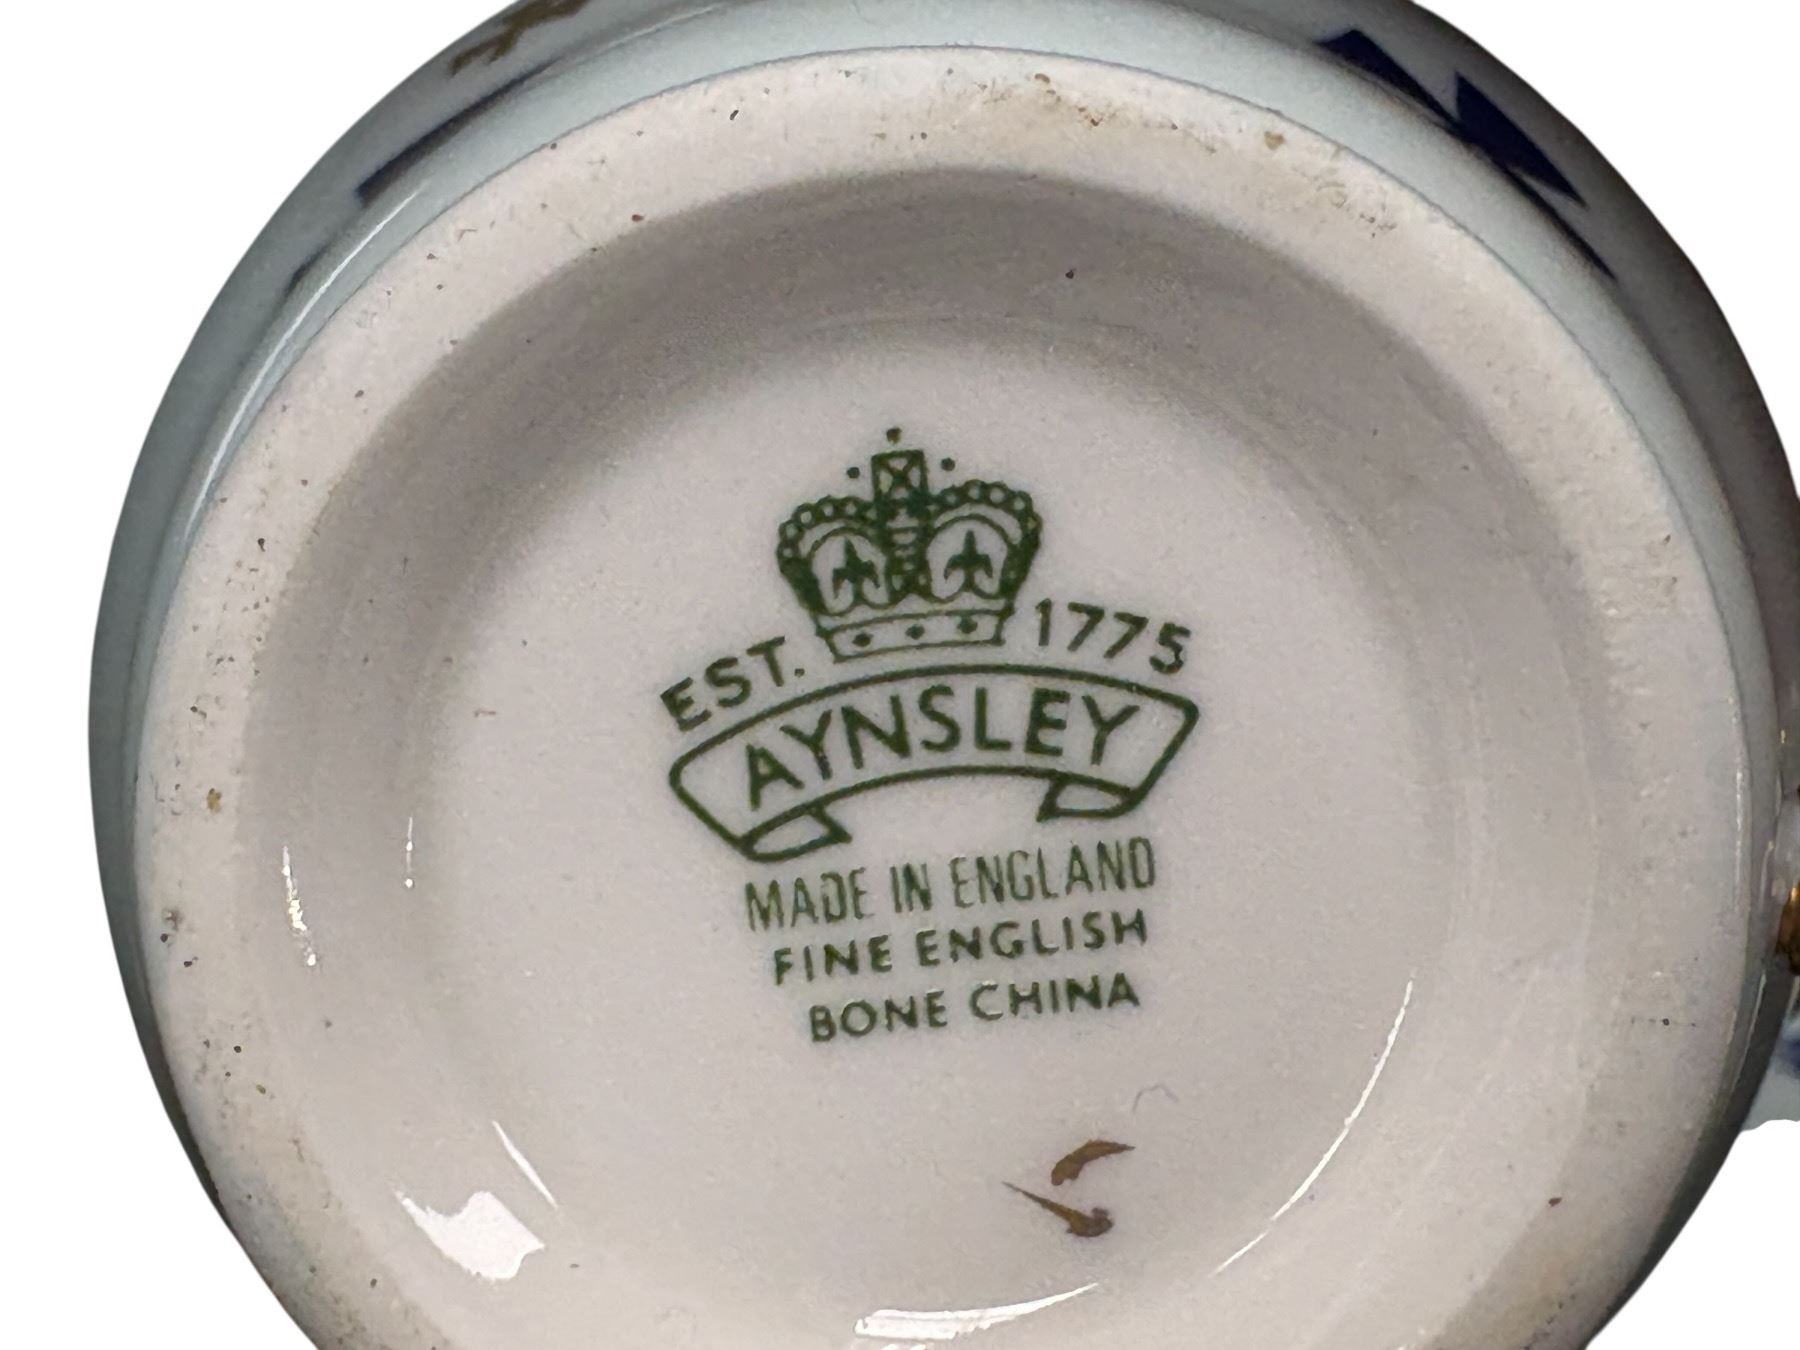 EST. 1775
AYNSLEY
MADE IN ENGLAND
FINE ENGLISH
BONE CHINA